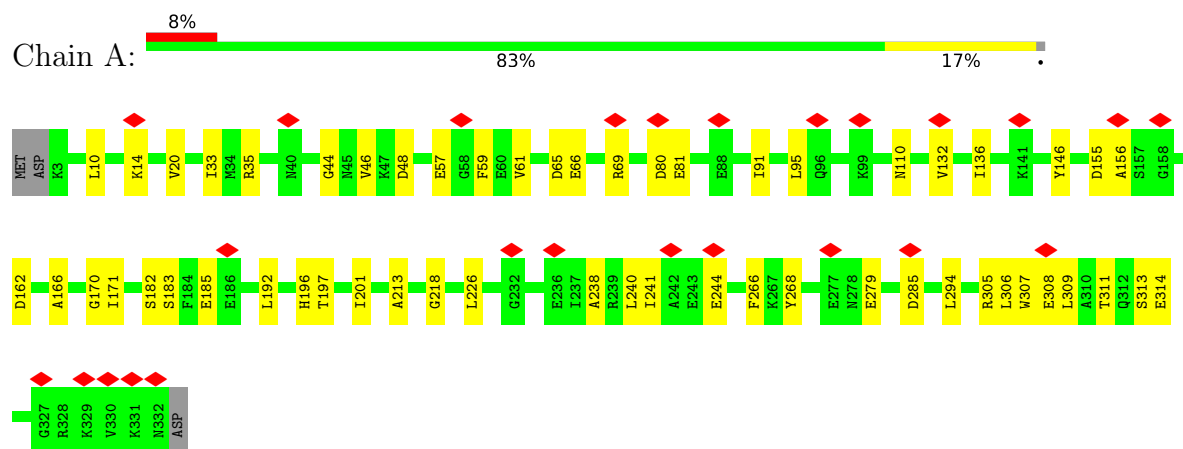 8%
Chain A:
83% 17% •
MET ASP K3 L10 K14 V20 I33 M34 R35 N40 G44 N45 V46 K47 D48 E57 G58 F59 E60 V61 D65 E66 R69 D80 E81 E88 I91 L95 Q96 K99 N110 V132 I136 K141 Y146 D155 A156 S157 G158
D162 A166 G170 I171 S182 S183 F184 E185 E186 L192 H196 T197 I201 A213 G218 L226 G232 E236 I237 A238 R239 L240 I241 A242 E243 E244 F266 K267 Y268 E277 N278 E279 D285 L294 R305 L306 W307 E308 L309 A310 T311 Q312 S313 E314
G327 R328 K329 V330 K331 N332 ASP